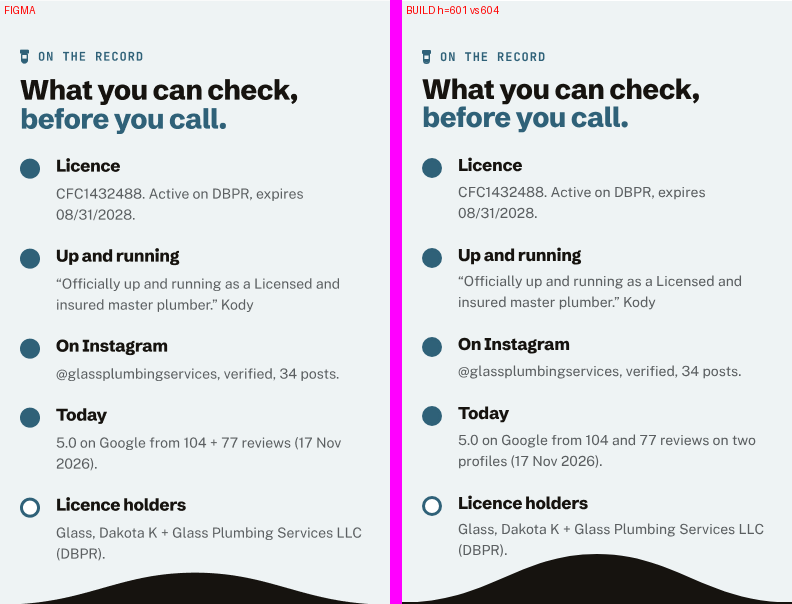 FIGMA
ON THE RECORD
What you can check,
before you call.
Licence
CFC1432488. Active on DBPR, expires
08/31/2028.
Up and running
“Officially up and running as a Licensed and
insured master plumber.” Kody
On Instagram
@glassplumbingservices, verified, 34 posts.
Today
5.0 on Google from 104 + 77 reviews (17 Nov
2026).
Licence holders
Glass, Dakota K + Glass Plumbing Services LLC
(DBPR).
BUILD h=601 vs 604
ON THE RECORD
What you can check,
before you call.
Licence
CFC1432488. Active on DBPR, expires
08/31/2028.
Up and running
“Officially up and running as a Licensed and
insured master plumber.” Kody
On Instagram
@glassplumbingservices, verified, 34 posts.
Today
5.0 on Google from 104 and 77 reviews on two
profiles (17 Nov 2026).
Licence holders
Glass, Dakota K + Glass Plumbing Services LLC
(DBPR).